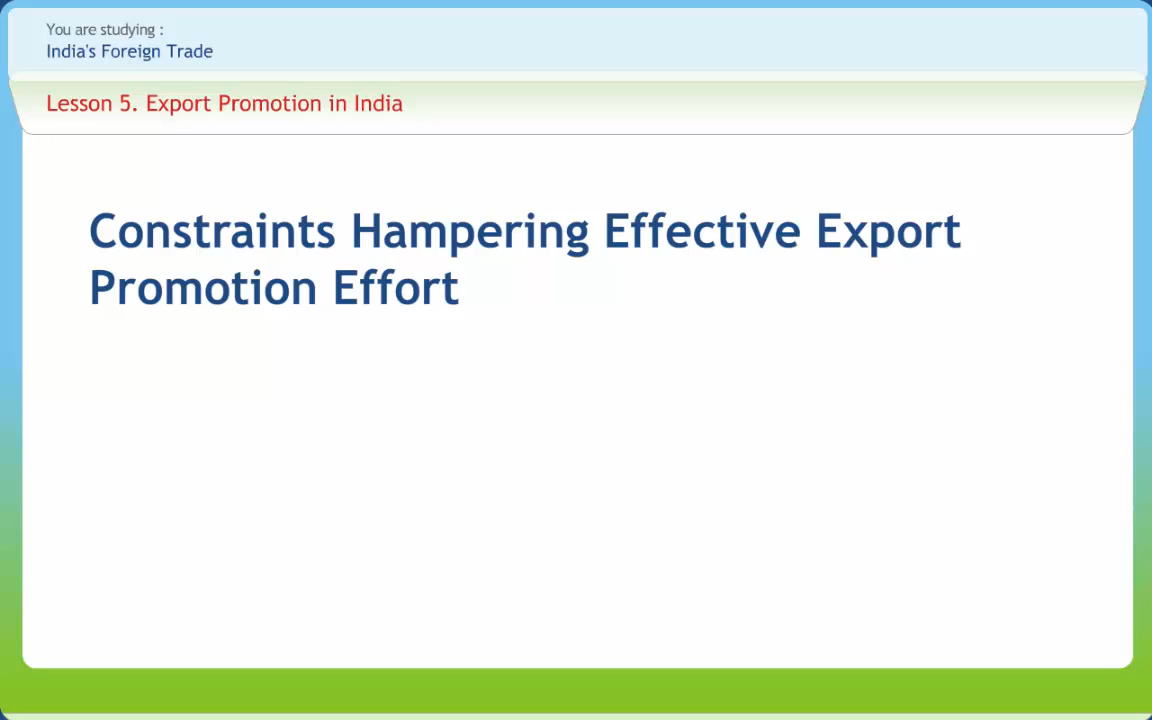 You are studying :
India's Foreign Trade
Lesson 5. Export Promotion in India
Constraints Hampering Effective Export
Promotion Effort